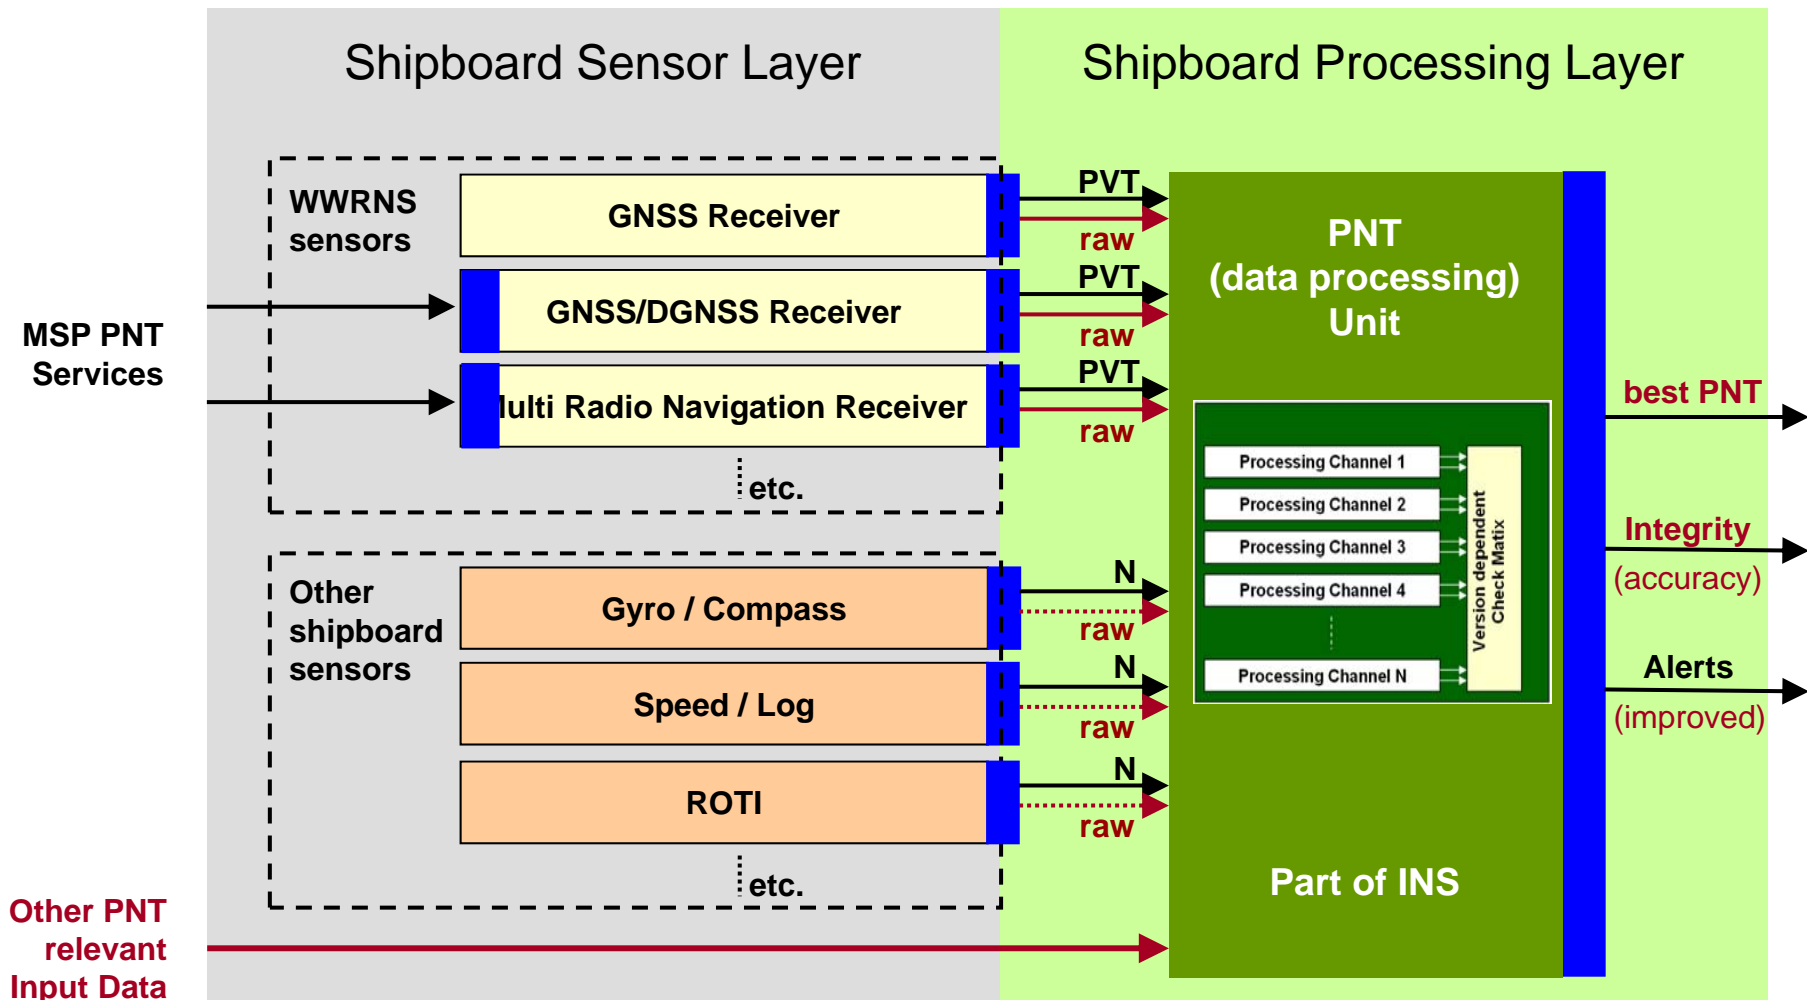 Shipboard Sensor Layer
Shipboard Processing Layer
WWRNS
sensors
GNSS Receiver
PVT
raw
GNSS/DGNSS Receiver
PVT
raw
Multi Radio Navigation Receiver
PVT
raw
etc.
MSP PNT
Services
Other
shipboard
sensors
Gyro / Compass
N
raw
Speed / Log
N
raw
ROTI
N
raw
etc.
Other PNT
relevant
Input Data
PNT
(data processing)
Unit
Processing Channel 1
Processing Channel 2
Processing Channel 3
Processing Channel 4
Processing Channel N
Version dependent
Check Matix
Part of INS
best PNT
Integrity
(accuracy)
Alerts
(improved)